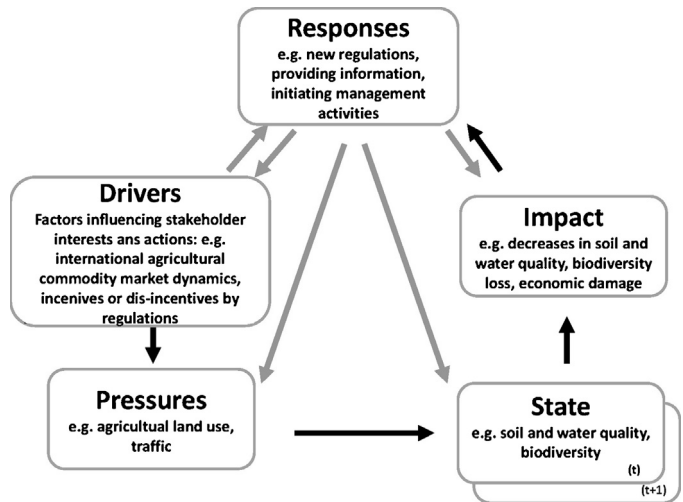 Responses
e.g. new regulations,
providing information,
initiating management
activities
Drivers
Factors influencing stakeholder
interests ans actions: e.g.
international agricultural
commodity market dynamics,
incenives or dis-incentives by
regulations
Impact
e.g. decreases in soil and
water quality, biodiversity
loss, economic damage
Pressures
e.g. agricultual land use,
traffic
State
e.g. soil and water quality,
biodiversity
(t)
(t+1)